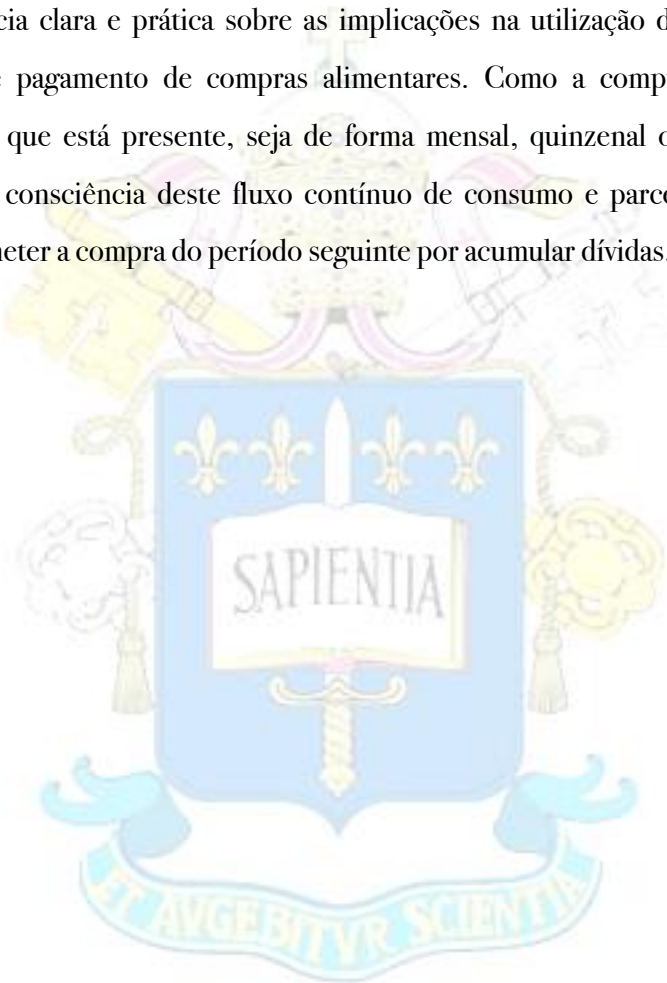 cia clara e prática sobre as implicações na utilização d
pagamento de compras alimentares. Como a comp
que está presente, seja de forma mensal, quinzenal o
consciência deste fluxo contínuo de consumo e parc
eter a compra do período seguinte por acumular dívidas.
SAPIENTIA
ET AVGEBITVR SCIENTIA